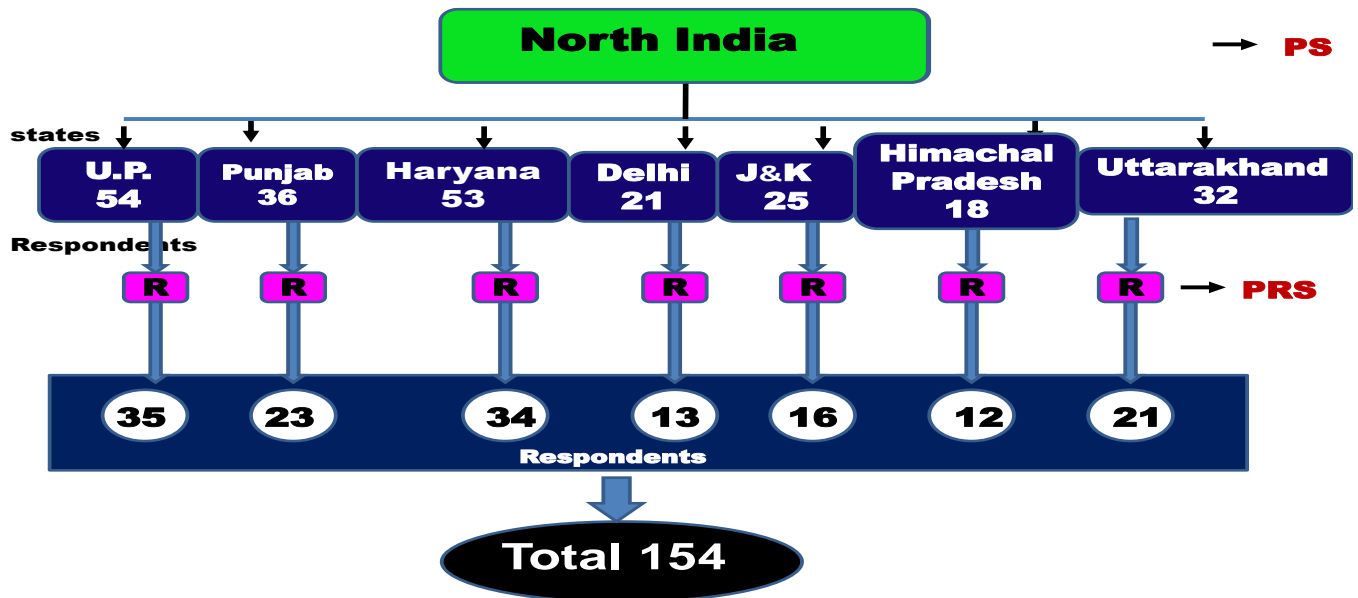 North India
PS
states
U.P.
54
Punjab
36
Haryana
53
Delhi
21
J&K
25
Himachal
Pradesh
18
Uttarakhand
32
Respondents
R R R R R R R
PRS
35 23 34 13 16 12 21
Respondents
Total 154